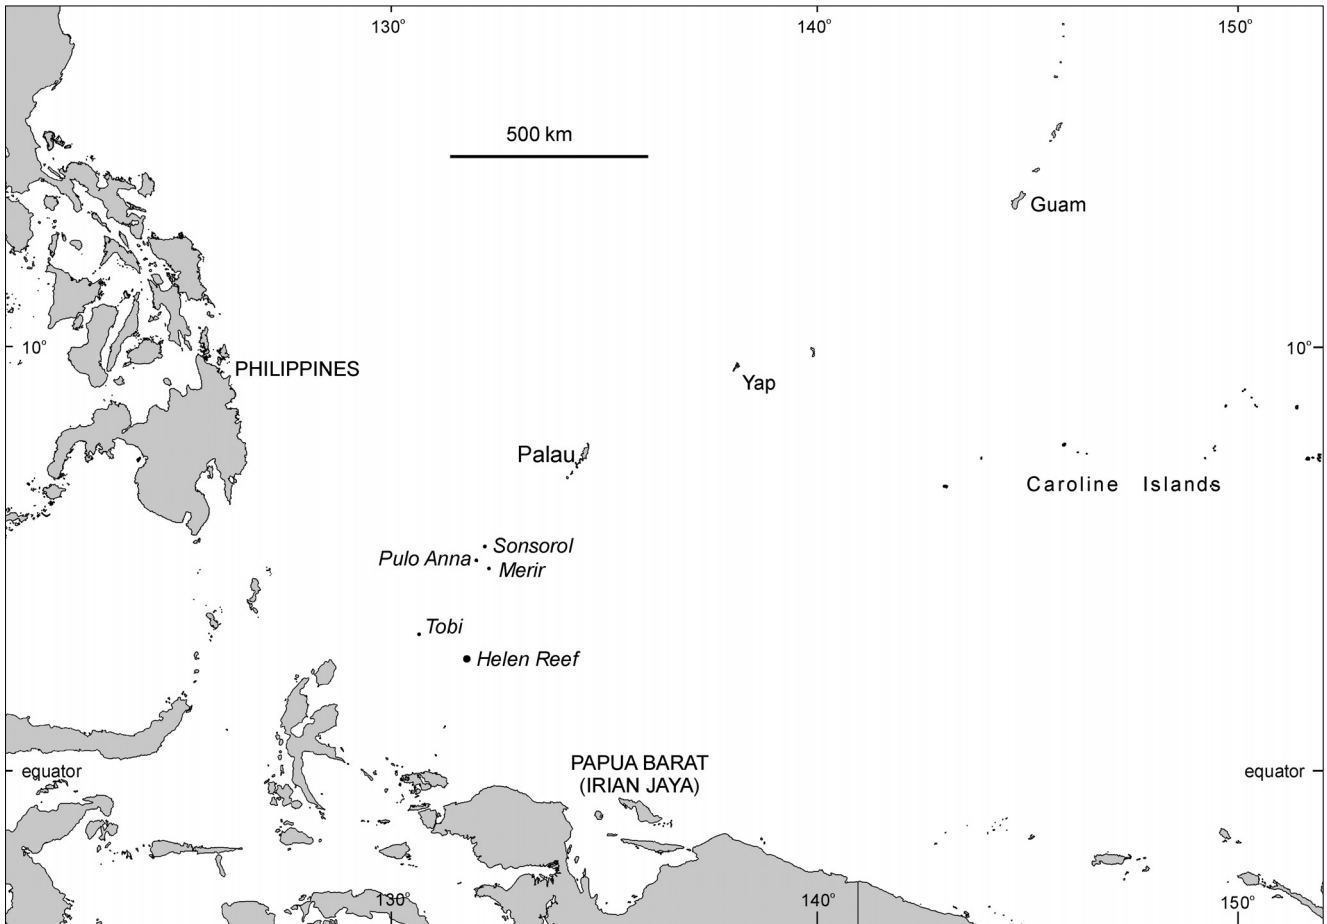 130°
140°
150°
500 km
Guam
10°
10°
PHILIPPINES
Yap
Palau
Caroline Islands
Sonsorol
Pulo Anna
Merir
Tobi
Helen Reef
PAPUA BARAT
(IRIAN JAYA)
equator
equator
130°
140°
150°